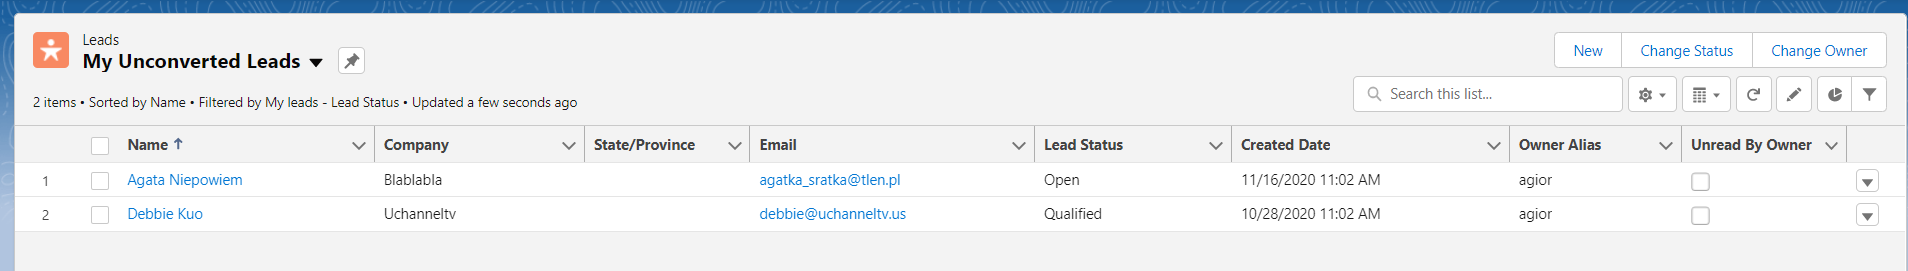 Leads
My Unconverted Leads
New Change Status Change Owner
2 items • Sorted by Name • Filtered by My leads - Lead Status • Updated a few seconds ago
Search this list...
Name Company State/Province Email Lead Status Created Date Owner Alias Unread By Owner
1 Agata Niepowiem Blablabla agatka_sratka@tlen.pl Open 11/16/2020 11:02 AM agior
2 Debbie Kuo Uchanneltv debbie@uchanneltv.us Qualified 10/28/2020 11:02 AM agior